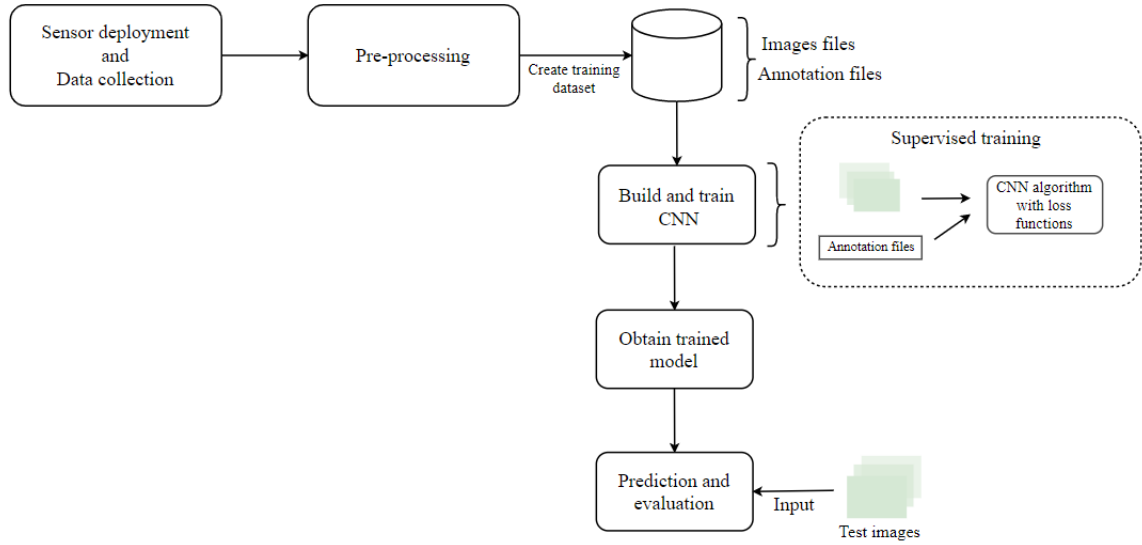 Sensor deployment
and
Data collection
Pre-processing
Create training
dataset
Images files
Annotation files
Supervised training
Build and train
CNN
CNN algorithm
with loss
functions
Annotation files
Obtain trained
model
Prediction and
evaluation
Input
Test images